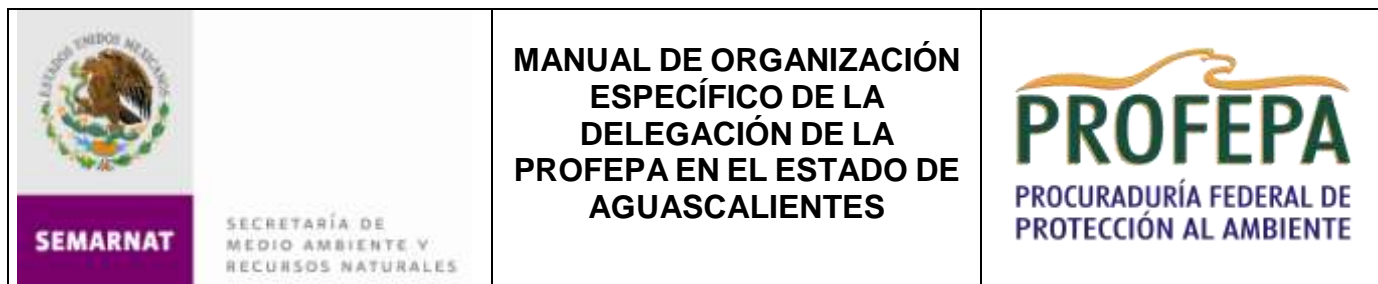 ESTADOS UNIDOS MEXICANOS
SEMARNAT
SECRETARÍA DE
MEDIO AMBIENTE Y
RECURSOS NATURALES
MANUAL DE ORGANIZACIÓN
ESPECÍFICO DE LA
DELEGACIÓN DE LA
PROFEPA EN EL ESTADO DE
AGUASCALIENTES
PROFEPA
PROCURADURÍA FEDERAL DE
PROTECCIÓN AL AMBIENTE